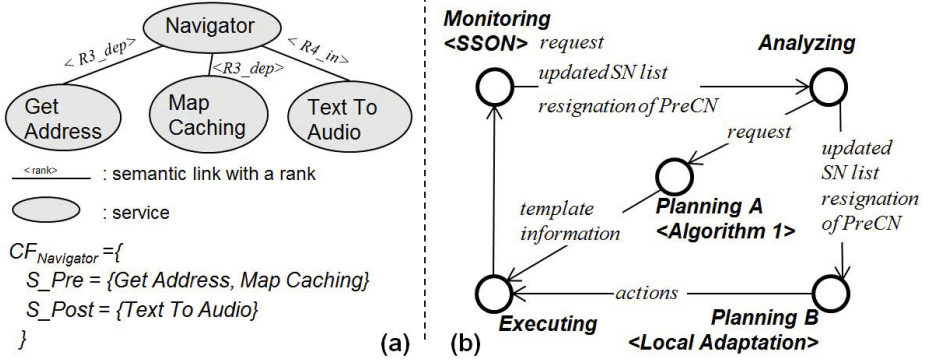 Navigator
< R3_dep>
<R3_dep>
< R4_in>
Get
Address
Map
Caching
Text To
Audio
< rank>
: semantic link with a rank
: service
CF_Navigator ={
S_Pre = {Get Address, Map Caching}
S_Post = {Text To Audio}
}
(a)
Monitoring
<SSON>
request
updated SN list
resignation of PreCN
Analyzing
request
updated
SN list
resignation
of PreCN
Planning A
<Algorithm 1>
template
information
actions
Executing
Planning B
<Local Adaptation>
(b)